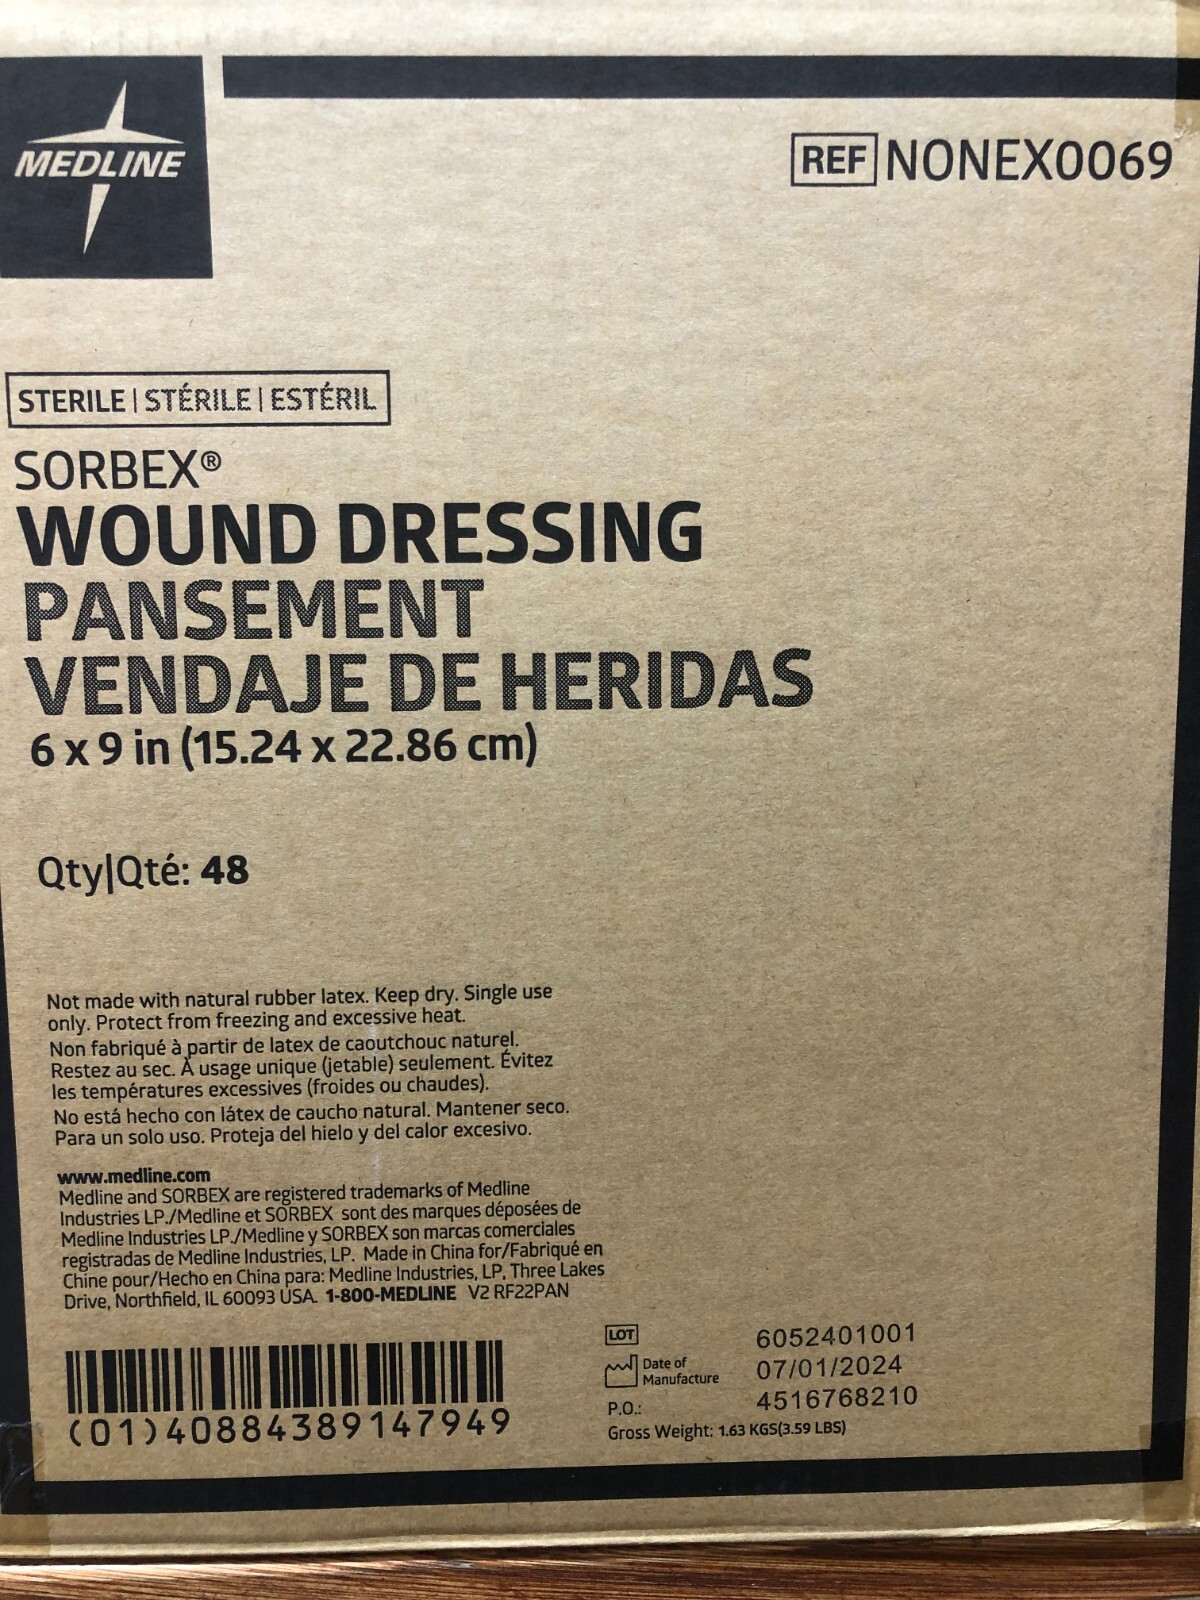 MEDLINE
REF NONEX0069
STERILE | STÉRILE | ESTÉRIL
SORBEX®
WOUND DRESSING
PANSEMENT
VENDAJE DE HERIDAS
6 x 9 in (15.24 x 22.86 cm)
Qty|Qté: 48
Not made with natural rubber latex. Keep dry. Single use
only. Protect from freezing and excessive heat.
Non fabriqué à partir de latex de caoutchouc naturel.
Restez au sec. À usage unique (jetable) seulement. Évitez
les températures excessives (froides ou chaudes).
No está hecho con látex de caucho natural. Mantener seco.
Para un solo uso. Proteja del hielo y del calor excesivo.
www.medline.com
Medline and SORBEX are registered trademarks of Medline
Industries LP./Medline et SORBEX sont des marques déposées de
Medline Industries LP./Medline y SORBEX son marcas comerciales
registradas de Medline Industries, LP. Made in China for/Fabriqué en
Chine pour/Hecho en China para: Medline Industries, LP, Three Lakes
Drive, Northfield, IL 60093 USA. 1-800-MEDLINE V2 RF22PAN
(01)40884389147949
LOT 6052401001
Date of
Manufacture 07/01/2024
P.O.: 4516768210
Gross Weight: 1.63 KGS(3.59 LBS)